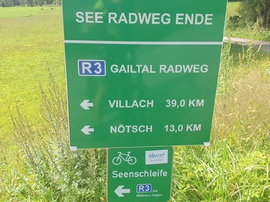 SEE RADWEG ENDE
R3 GAILTAL RADWEG
VILLACH 39,0 KM
NÖTSCH 13,0 KM
Seenschleife
R3